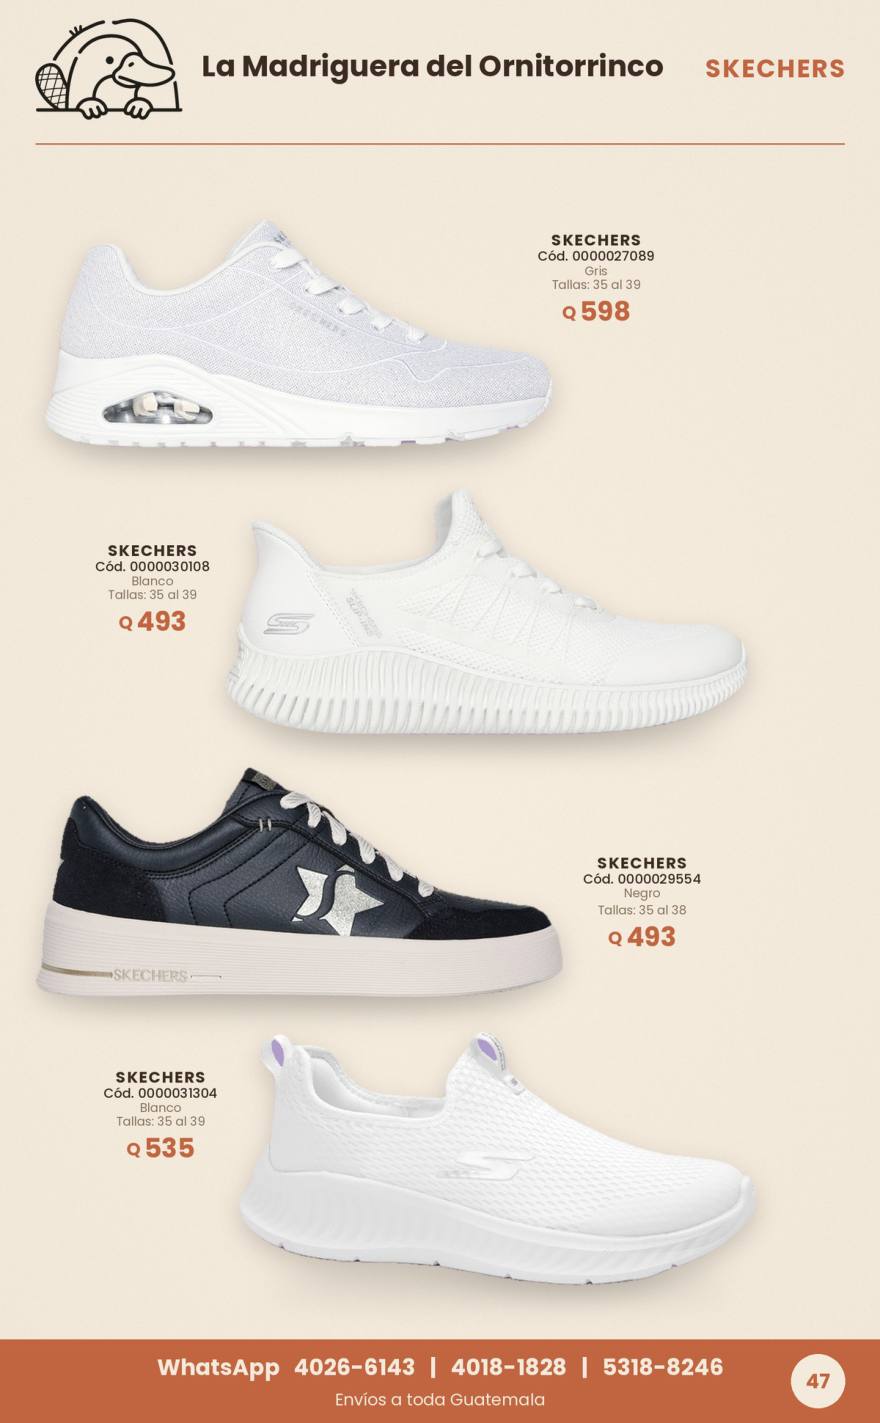 La Madriguera del Ornitorrinco
SKECHERS
SKECHERS
Cód. 0000027089
Gris
Tallas: 35 al 39
Q 598
SKECHERS
SKECHERS
Cód. 0000030108
Blanco
Tallas: 35 al 39
Q 493
SKECHERS
Cód. 0000029554
Negro
Tallas: 35 al 38
Q 493
SKECHERS
SKECHERS
Cód. 0000031304
Blanco
Tallas: 35 al 39
Q 535
WhatsApp 4026-6143 | 4018-1828 | 5318-8246
Envíos a toda Guatemala
47